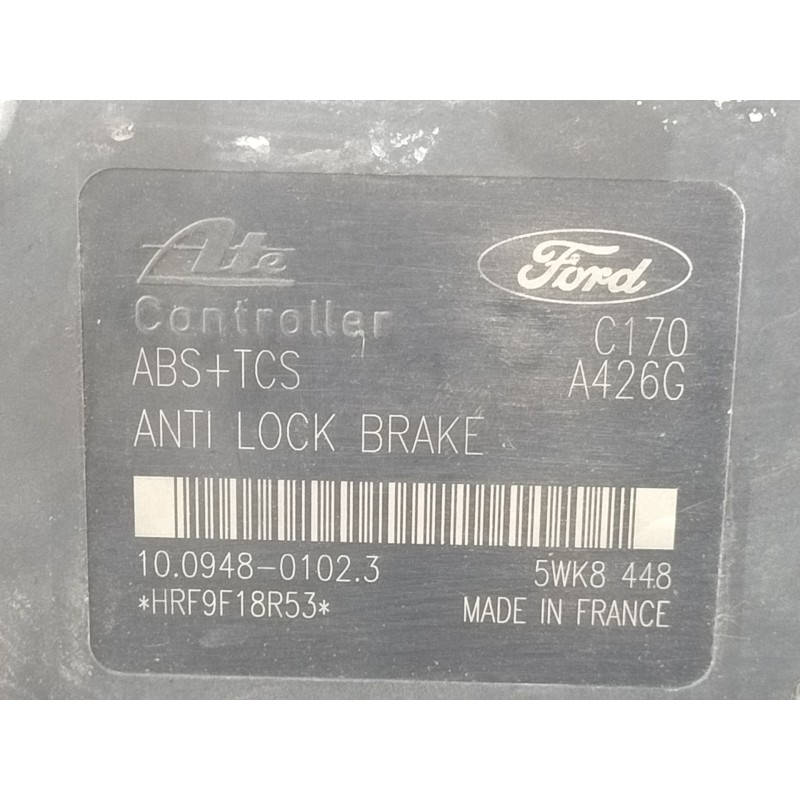 Ate
Ford
Controller
C170
ABS+TCS
A426G
ANTI LOCK BRAKE
10.0948-0102.3
5WK8 448
*HRF9F18R53*
MADE IN FRANCE